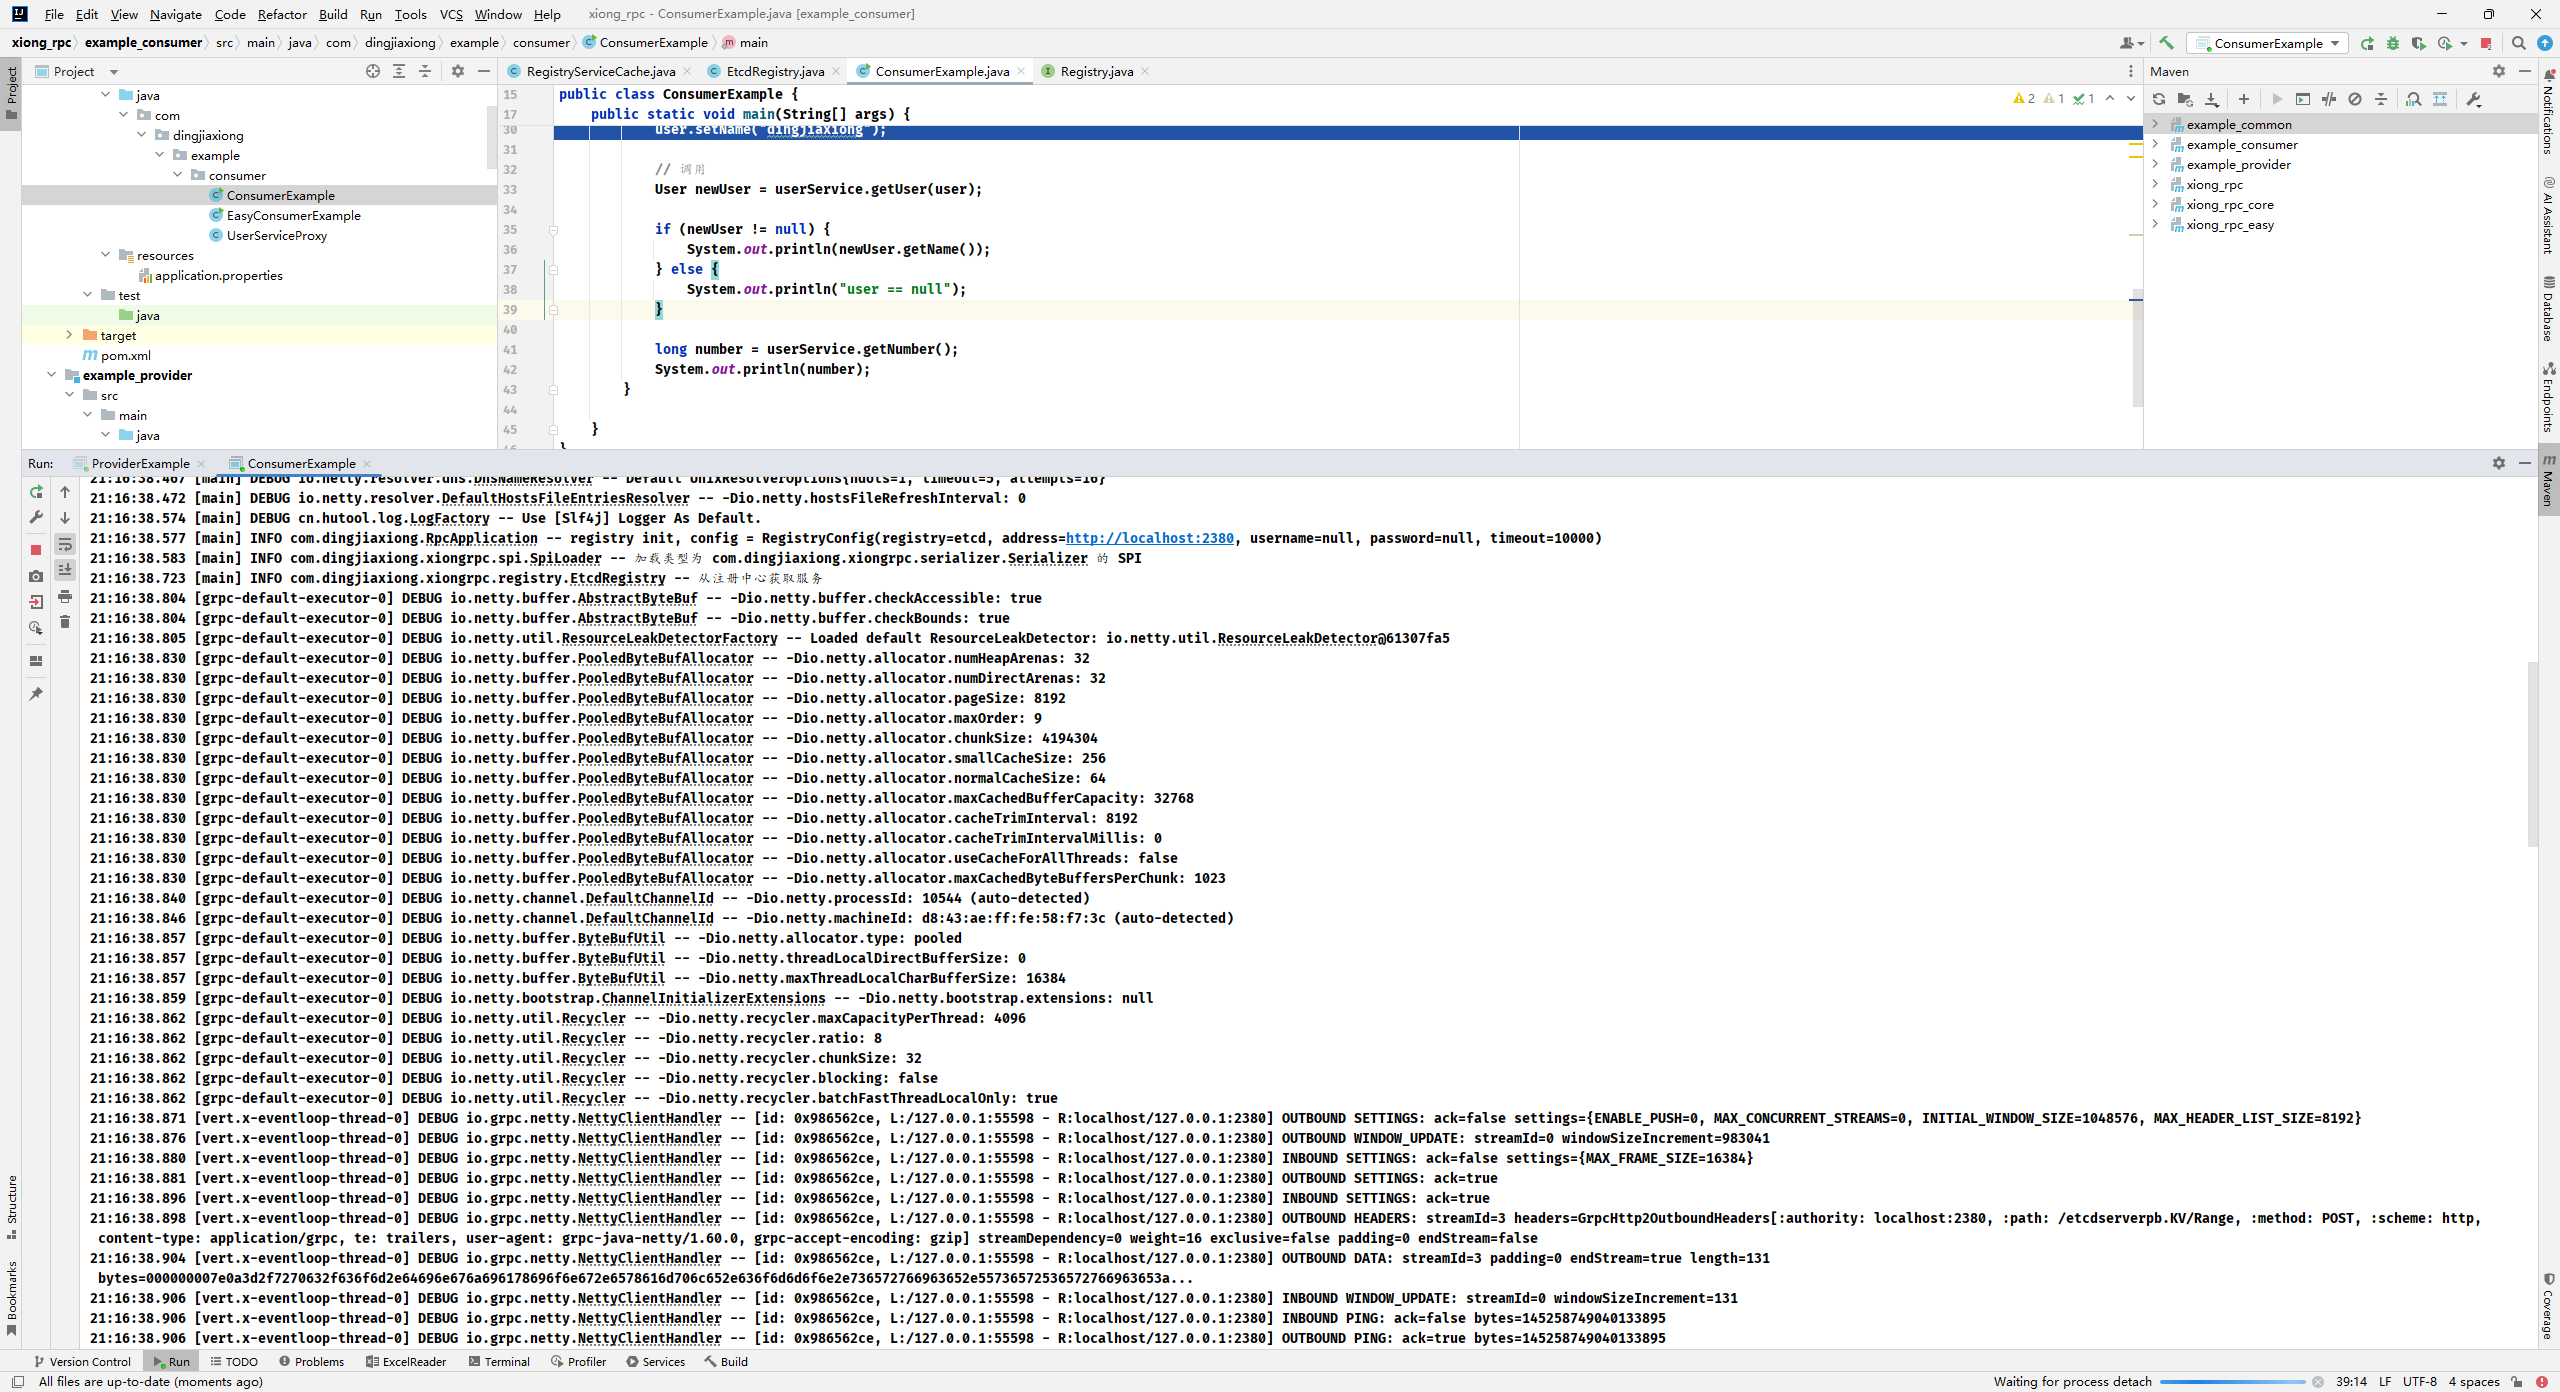 File Edit View Navigate Code Refactor Build Run Tools VCS Window Help xiong_rpc - ConsumerExample.java [example_consumer]
xiong_rpc example_consumer src main java com dingjiaxiong example consumer ConsumerExample main
ConsumerExample
Project
RegistryServiceCache.java EtcdRegistry.java ConsumerExample.java Registry.java
Maven
Project
java
com
dingjiaxiong
example
consumer
ConsumerExample
EasyConsumerExample
UserServiceProxy
resources
application.properties
test
java
target
pom.xml
example_provider
src
main
java
2 1 1
15 public class ConsumerExample {
17 public static void main(String[] args) {
30 user.setName("dingjiaxiong");
31
32 // 调用
33 User newUser = userService.getUser(user);
34
35 if (newUser != null) {
36 System.out.println(newUser.getName());
37 } else {
38 System.out.println("user == null");
39 }
40
41 long number = userService.getNumber();
42 System.out.println(number);
43 }
44
45 }
46 }
example_common
example_consumer
example_provider
xiong_rpc
xiong_rpc_core
xiong_rpc_easy
Notifications
AI Assistant
Database
Endpoints
Maven
Coverage
Structure
Bookmarks
Run: ProviderExample ConsumerExample
21:16:38.467 [main] DEBUG io.netty.resolver.dns.DnsNameResolver -- Default UnixResolverOptions{ndots=1, timeout=5, attempts=16}
21:16:38.472 [main] DEBUG io.netty.resolver.DefaultHostsFileEntriesResolver -- -Dio.netty.hostsFileRefreshInterval: 0
21:16:38.574 [main] DEBUG cn.hutool.log.LogFactory -- Use [Slf4j] Logger As Default.
21:16:38.577 [main] INFO com.dingjiaxiong.RpcApplication -- registry init, config = RegistryConfig(registry=etcd, address=http://localhost:2380, username=null, password=null, timeout=10000)
21:16:38.583 [main] INFO com.dingjiaxiong.xiongrpc.spi.SpiLoader -- 加载类型为 com.dingjiaxiong.xiongrpc.serializer.Serializer 的 SPI
21:16:38.723 [main] INFO com.dingjiaxiong.xiongrpc.registry.EtcdRegistry -- 从注册中心获取服务
21:16:38.804 [grpc-default-executor-0] DEBUG io.netty.buffer.AbstractByteBuf -- -Dio.netty.buffer.checkAccessible: true
21:16:38.804 [grpc-default-executor-0] DEBUG io.netty.buffer.AbstractByteBuf -- -Dio.netty.buffer.checkBounds: true
21:16:38.805 [grpc-default-executor-0] DEBUG io.netty.util.ResourceLeakDetectorFactory -- Loaded default ResourceLeakDetector: io.netty.util.ResourceLeakDetector@61307fa5
21:16:38.830 [grpc-default-executor-0] DEBUG io.netty.buffer.PooledByteBufAllocator -- -Dio.netty.allocator.numHeapArenas: 32
21:16:38.830 [grpc-default-executor-0] DEBUG io.netty.buffer.PooledByteBufAllocator -- -Dio.netty.allocator.numDirectArenas: 32
21:16:38.830 [grpc-default-executor-0] DEBUG io.netty.buffer.PooledByteBufAllocator -- -Dio.netty.allocator.pageSize: 8192
21:16:38.830 [grpc-default-executor-0] DEBUG io.netty.buffer.PooledByteBufAllocator -- -Dio.netty.allocator.maxOrder: 9
21:16:38.830 [grpc-default-executor-0] DEBUG io.netty.buffer.PooledByteBufAllocator -- -Dio.netty.allocator.chunkSize: 4194304
21:16:38.830 [grpc-default-executor-0] DEBUG io.netty.buffer.PooledByteBufAllocator -- -Dio.netty.allocator.smallCacheSize: 256
21:16:38.830 [grpc-default-executor-0] DEBUG io.netty.buffer.PooledByteBufAllocator -- -Dio.netty.allocator.normalCacheSize: 64
21:16:38.830 [grpc-default-executor-0] DEBUG io.netty.buffer.PooledByteBufAllocator -- -Dio.netty.allocator.maxCachedBufferCapacity: 32768
21:16:38.830 [grpc-default-executor-0] DEBUG io.netty.buffer.PooledByteBufAllocator -- -Dio.netty.allocator.cacheTrimInterval: 8192
21:16:38.830 [grpc-default-executor-0] DEBUG io.netty.buffer.PooledByteBufAllocator -- -Dio.netty.allocator.cacheTrimIntervalMillis: 0
21:16:38.830 [grpc-default-executor-0] DEBUG io.netty.buffer.PooledByteBufAllocator -- -Dio.netty.allocator.useCacheForAllThreads: false
21:16:38.830 [grpc-default-executor-0] DEBUG io.netty.buffer.PooledByteBufAllocator -- -Dio.netty.allocator.maxCachedByteBuffersPerChunk: 1023
21:16:38.840 [grpc-default-executor-0] DEBUG io.netty.channel.DefaultChannelId -- -Dio.netty.processId: 10544 (auto-detected)
21:16:38.846 [grpc-default-executor-0] DEBUG io.netty.channel.DefaultChannelId -- -Dio.netty.machineId: d8:43:ae:ff:fe:58:f7:3c (auto-detected)
21:16:38.857 [grpc-default-executor-0] DEBUG io.netty.buffer.ByteBufUtil -- -Dio.netty.allocator.type: pooled
21:16:38.857 [grpc-default-executor-0] DEBUG io.netty.buffer.ByteBufUtil -- -Dio.netty.threadLocalDirectBufferSize: 0
21:16:38.857 [grpc-default-executor-0] DEBUG io.netty.buffer.ByteBufUtil -- -Dio.netty.maxThreadLocalCharBufferSize: 16384
21:16:38.859 [grpc-default-executor-0] DEBUG io.netty.bootstrap.ChannelInitializerExtensions -- -Dio.netty.bootstrap.extensions: null
21:16:38.862 [grpc-default-executor-0] DEBUG io.netty.util.Recycler -- -Dio.netty.recycler.maxCapacityPerThread: 4096
21:16:38.862 [grpc-default-executor-0] DEBUG io.netty.util.Recycler -- -Dio.netty.recycler.ratio: 8
21:16:38.862 [grpc-default-executor-0] DEBUG io.netty.util.Recycler -- -Dio.netty.recycler.chunkSize: 32
21:16:38.862 [grpc-default-executor-0] DEBUG io.netty.util.Recycler -- -Dio.netty.recycler.blocking: false
21:16:38.862 [grpc-default-executor-0] DEBUG io.netty.util.Recycler -- -Dio.netty.recycler.batchFastThreadLocalOnly: true
21:16:38.871 [vert.x-eventloop-thread-0] DEBUG io.grpc.netty.NettyClientHandler -- [id: 0x986562ce, L:/127.0.0.1:55598 - R:localhost/127.0.0.1:2380] OUTBOUND SETTINGS: ack=false settings={ENABLE_PUSH=0, MAX_CONCURRENT_STREAMS=0, INITIAL_WINDOW_SIZE=1048576, MAX_HEADER_LIST_SIZE=8192}
21:16:38.876 [vert.x-eventloop-thread-0] DEBUG io.grpc.netty.NettyClientHandler -- [id: 0x986562ce, L:/127.0.0.1:55598 - R:localhost/127.0.0.1:2380] OUTBOUND WINDOW_UPDATE: streamId=0 windowSizeIncrement=983041
21:16:38.880 [vert.x-eventloop-thread-0] DEBUG io.grpc.netty.NettyClientHandler -- [id: 0x986562ce, L:/127.0.0.1:55598 - R:localhost/127.0.0.1:2380] INBOUND SETTINGS: ack=false settings={MAX_FRAME_SIZE=16384}
21:16:38.881 [vert.x-eventloop-thread-0] DEBUG io.grpc.netty.NettyClientHandler -- [id: 0x986562ce, L:/127.0.0.1:55598 - R:localhost/127.0.0.1:2380] OUTBOUND SETTINGS: ack=true
21:16:38.896 [vert.x-eventloop-thread-0] DEBUG io.grpc.netty.NettyClientHandler -- [id: 0x986562ce, L:/127.0.0.1:55598 - R:localhost/127.0.0.1:2380] INBOUND SETTINGS: ack=true
21:16:38.898 [vert.x-eventloop-thread-0] DEBUG io.grpc.netty.NettyClientHandler -- [id: 0x986562ce, L:/127.0.0.1:55598 - R:localhost/127.0.0.1:2380] OUTBOUND HEADERS: streamId=3 headers=GrpcHttp2OutboundHeaders[:authority: localhost:2380, :path: /etcdserverpb.KV/Range, :method: POST, :scheme: http,
content-type: application/grpc, te: trailers, user-agent: grpc-java-netty/1.60.0, grpc-accept-encoding: gzip] streamDependency=0 weight=16 exclusive=false padding=0 endStream=false
21:16:38.904 [vert.x-eventloop-thread-0] DEBUG io.grpc.netty.NettyClientHandler -- [id: 0x986562ce, L:/127.0.0.1:55598 - R:localhost/127.0.0.1:2380] OUTBOUND DATA: streamId=3 padding=0 endStream=true length=131
bytes=000000007e0a3d2f7270632f636f6d2e64696e676a696178696f6e672e6578616d706c652e636f6d6d6f6e2e736572766963652e55736572536572766963653a...
21:16:38.906 [vert.x-eventloop-thread-0] DEBUG io.grpc.netty.NettyClientHandler -- [id: 0x986562ce, L:/127.0.0.1:55598 - R:localhost/127.0.0.1:2380] INBOUND WINDOW_UPDATE: streamId=0 windowSizeIncrement=131
21:16:38.906 [vert.x-eventloop-thread-0] DEBUG io.grpc.netty.NettyClientHandler -- [id: 0x986562ce, L:/127.0.0.1:55598 - R:localhost/127.0.0.1:2380] INBOUND PING: ack=false bytes=145258749040133895
21:16:38.906 [vert.x-eventloop-thread-0] DEBUG io.grpc.netty.NettyClientHandler -- [id: 0x986562ce, L:/127.0.0.1:55598 - R:localhost/127.0.0.1:2380] OUTBOUND PING: ack=true bytes=145258749040133895
Version Control Run TODO Problems ExcelReader Terminal Profiler Services Build
All files are up-to-date (moments ago) Waiting for process detach 39:14 LF UTF-8 4 spaces